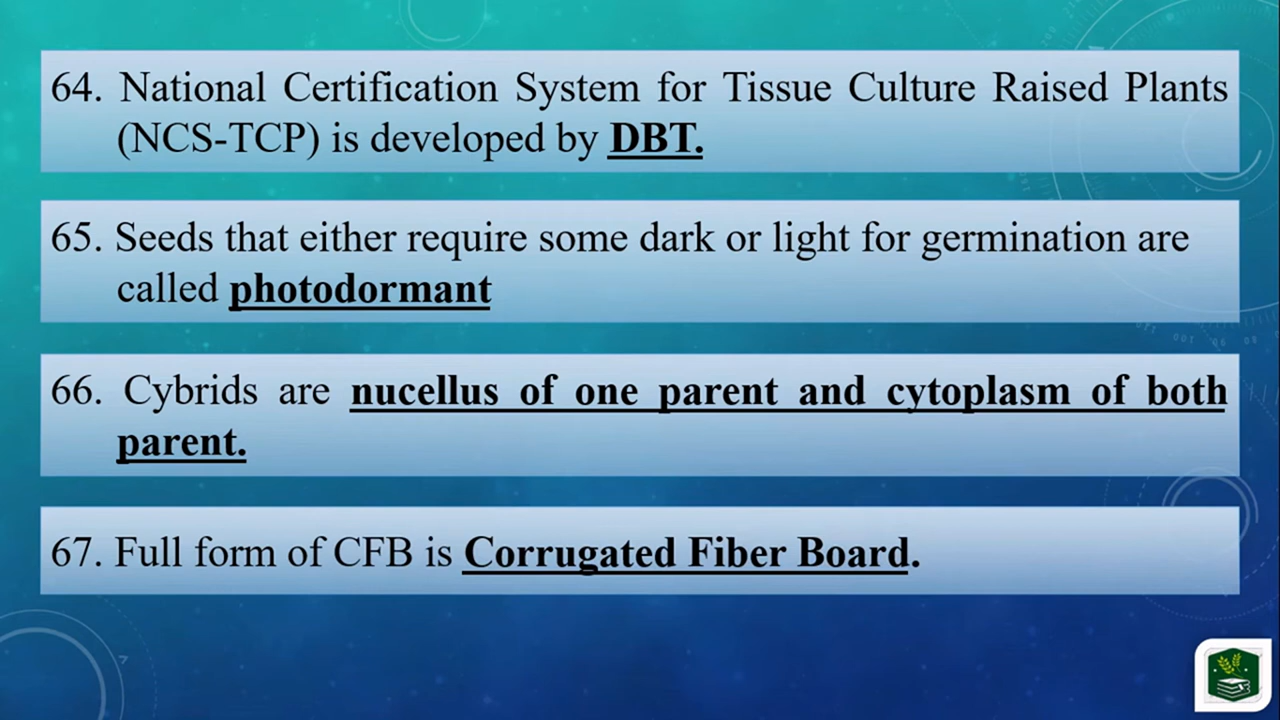 64. National Certification System for Tissue Culture Raised Plants
(NCS-TCP) is developed by DBT.
65. Seeds that either require some dark or light for germination are
called photodormant
66. Cybrids are nucellus of one parent and cytoplasm of both
parent.
67. Full form of CFB is Corrugated Fiber Board.